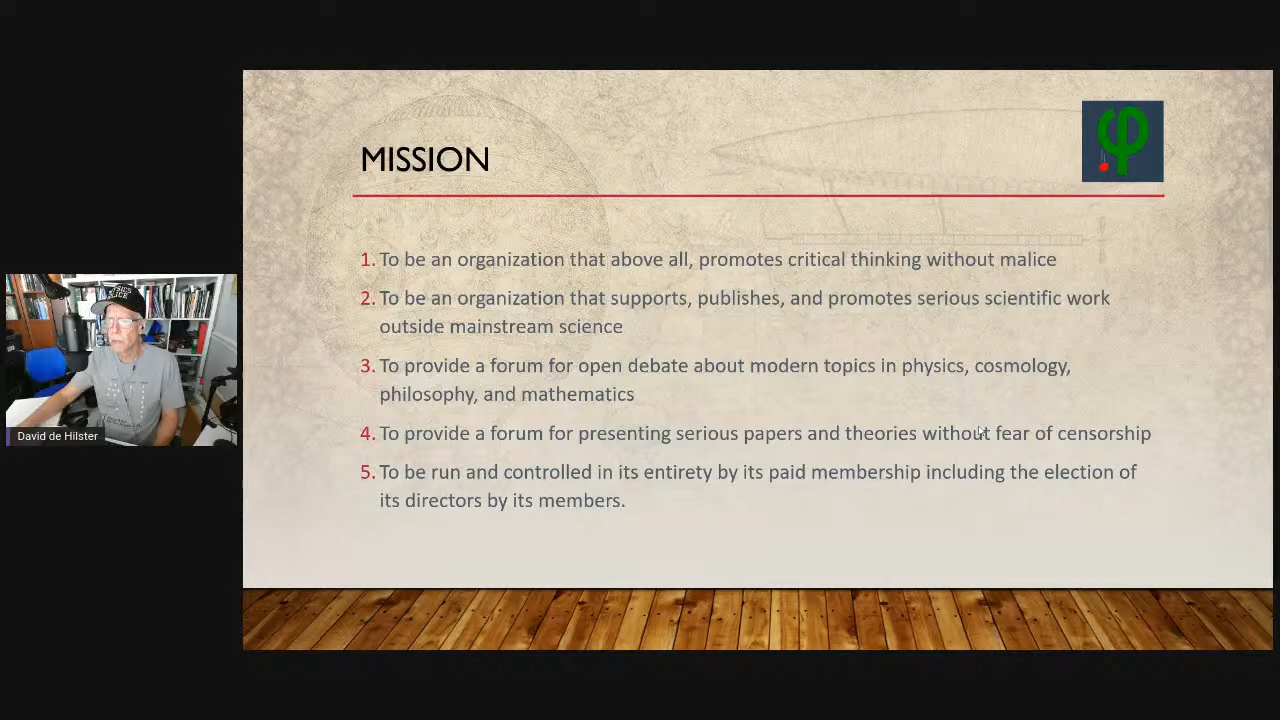 MISSION
1. To be an organization that above all, promotes critical thinking without malice
2. To be an organization that supports, publishes, and promotes serious scientific work
outside mainstream science
3. To provide a forum for open debate about modern topics in physics, cosmology,
philosophy, and mathematics
4. To provide a forum for presenting serious papers and theories without fear of censorship
5. To be run and controlled in its entirety by its paid membership including the election of
its directors by its members.
David de Hilster